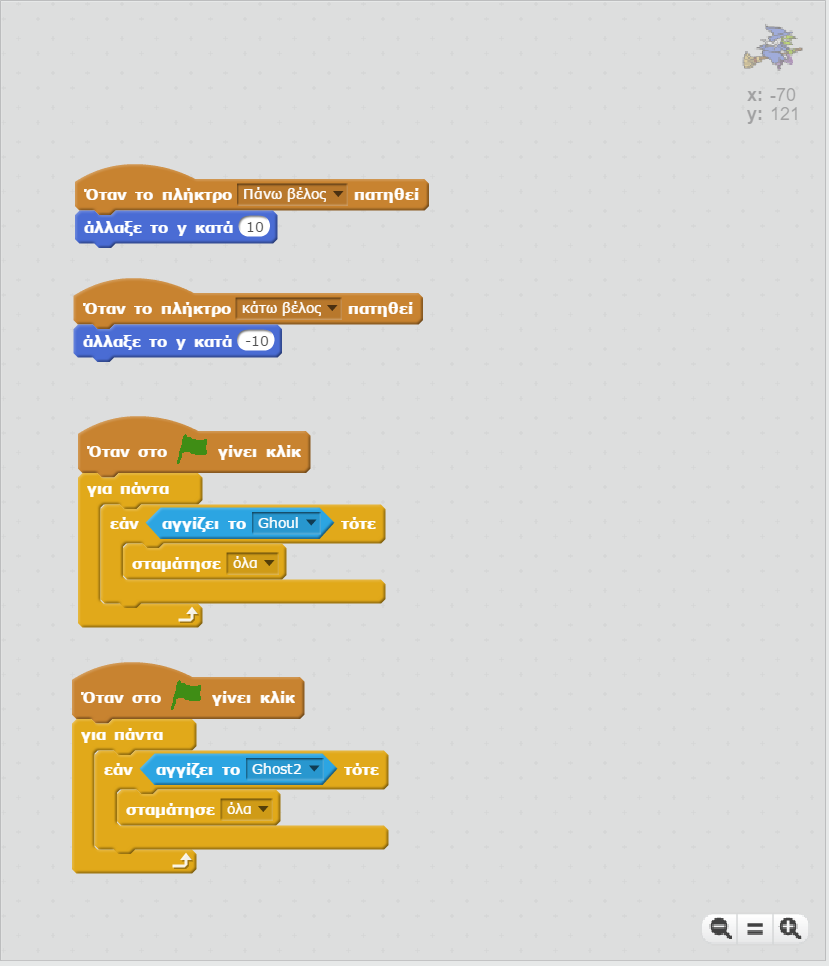 x: -70
y: 121
Όταν το πλήκτρο Πάνω βέλος πατηθεί
άλλαξε το y κατά 10
Όταν το πλήκτρο κάτω βέλος πατηθεί
άλλαξε το y κατά -10
Όταν στο γίνει κλίκ
για πάντα
εάν αγγίζει το Ghoul τότε
σταμάτησε όλα
Όταν στο γίνει κλίκ
για πάντα
εάν αγγίζει το Ghost2 τότε
σταμάτησε όλα